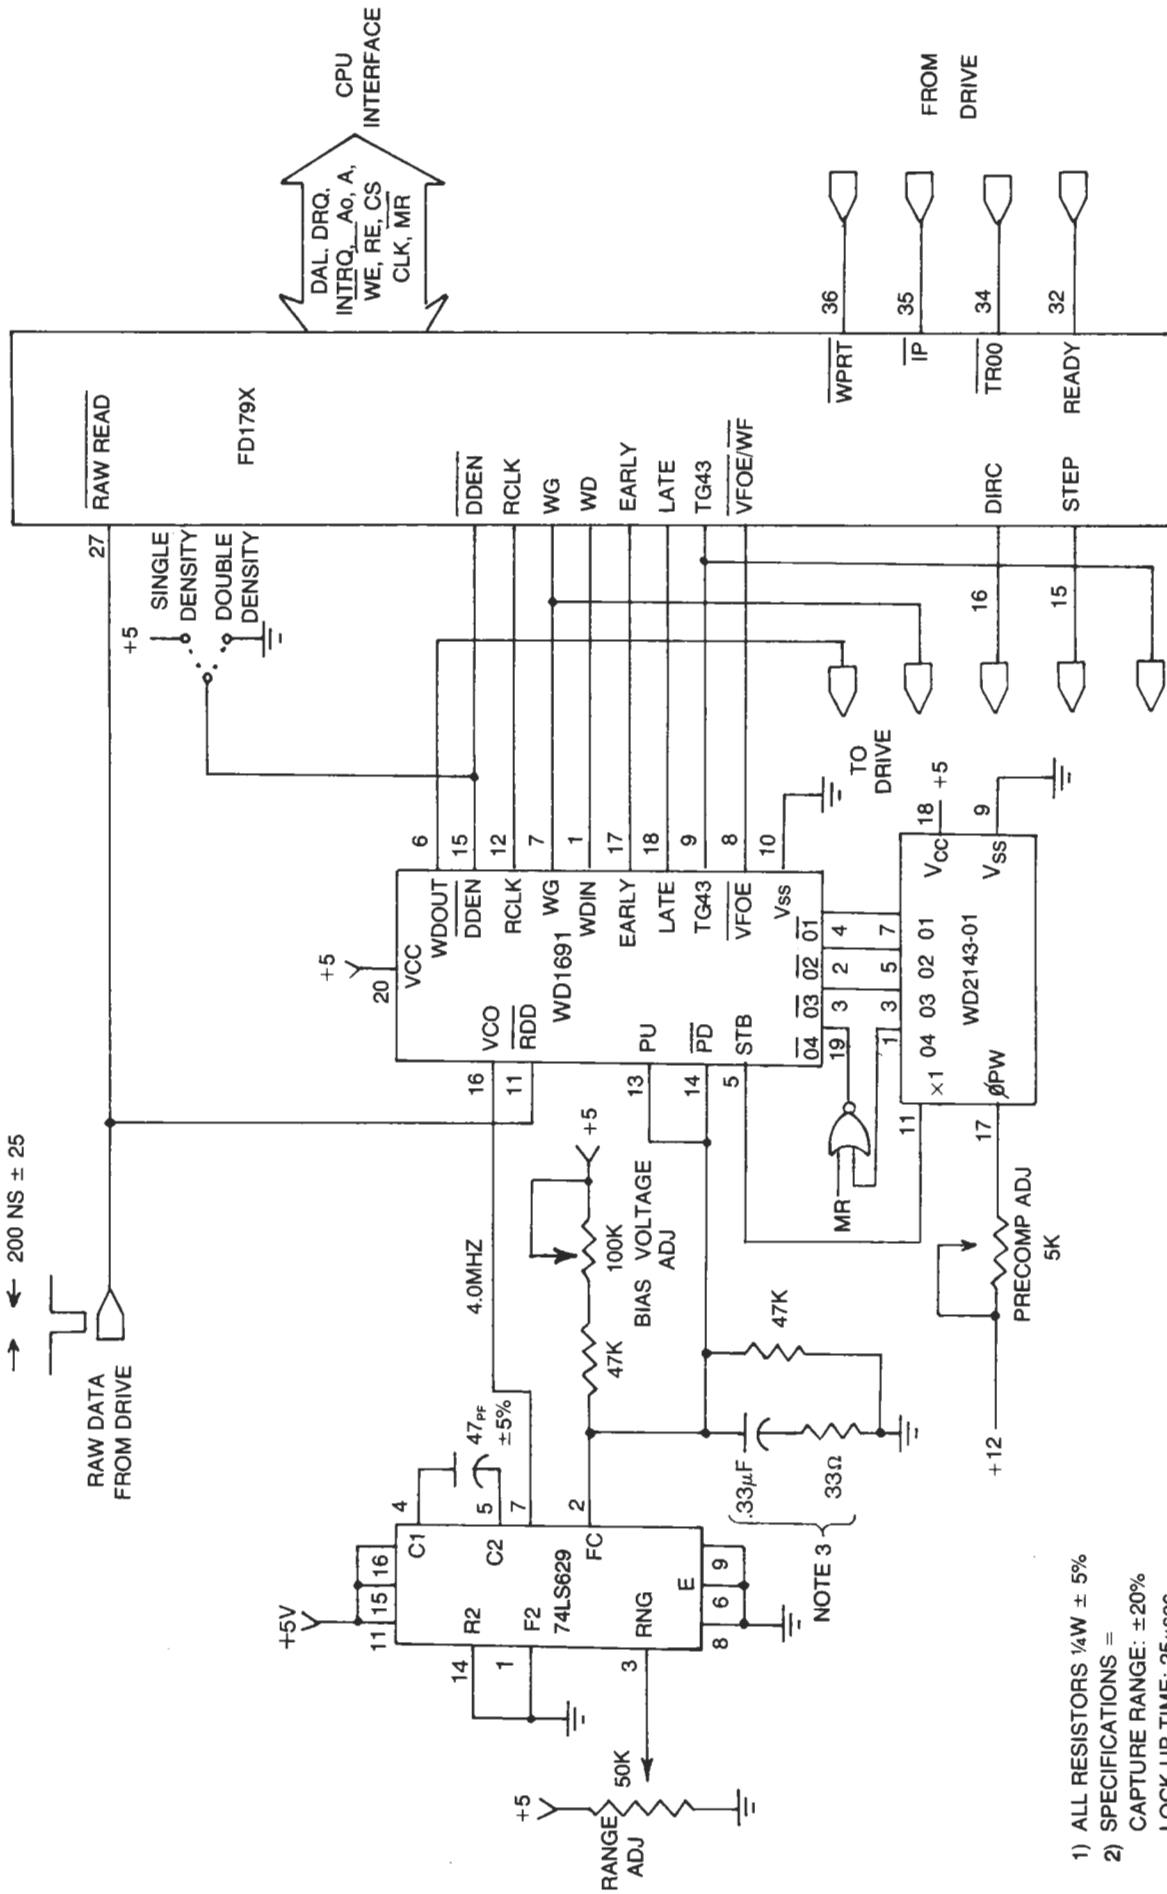 → ← 200 NS ± 25
RAW DATA
FROM DRIVE
27
RAW READ
FD179X
DAL, DRQ,
INTRQ, A0, A,
WE, RE, CS
CLK, MR
CPU
INTERFACE
+5
SINGLE
DENSITY
DOUBLE
DENSITY
DDEN
RCLK
WG
WD
EARLY
LATE
TG43
VFOE/WF
DIRC
STEP
WPRT
IP
TR00
READY
36
35
34
32
FROM
DRIVE
16
15
TO
DRIVE
+5
20
VCC
WD1691
VCO
RDD
PU
PD
STB
16
11
13
14
5
WDOUT
DDEN
RCLK
WG
WDIN
EARLY
LATE
TG43
VFOE
VSS
6
15
12
7
1
17
18
9
8
10
04 03 02 01
19 3 2 4
1 3 5 7
×1 04 03 02 01
WD2143-01
VCC
VSS
ØPW
18 +5
9
11
17
MR
PRECOMP ADJ
5K
+12
4.0MHZ
+5
100K
BIAS VOLTAGE
ADJ
47K
47K
.33µF
33Ω
NOTE 3
47PF
±5%
+5V
11 15 16
4
5
7
2
C1
C2
FC
R2
F2
74LS629
RNG
E
14
1
3
8 6 9
50K
+5
RANGE
ADJ
1) ALL RESISTORS ¼W ± 5%
2) SPECIFICATIONS =
CAPTURE RANGE: ±20%